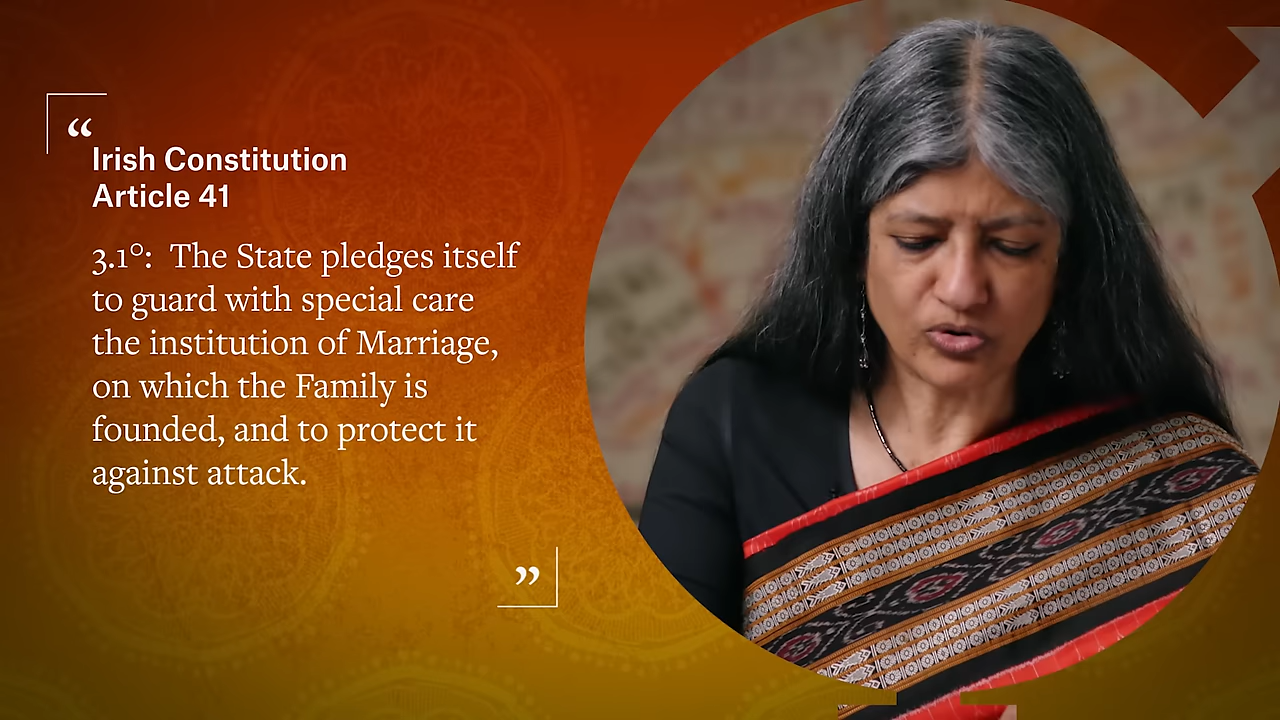 “
Irish Constitution
Article 41
3.1°: The State pledges itself
to guard with special care
the institution of Marriage,
on which the Family is
founded, and to protect it
against attack.
”